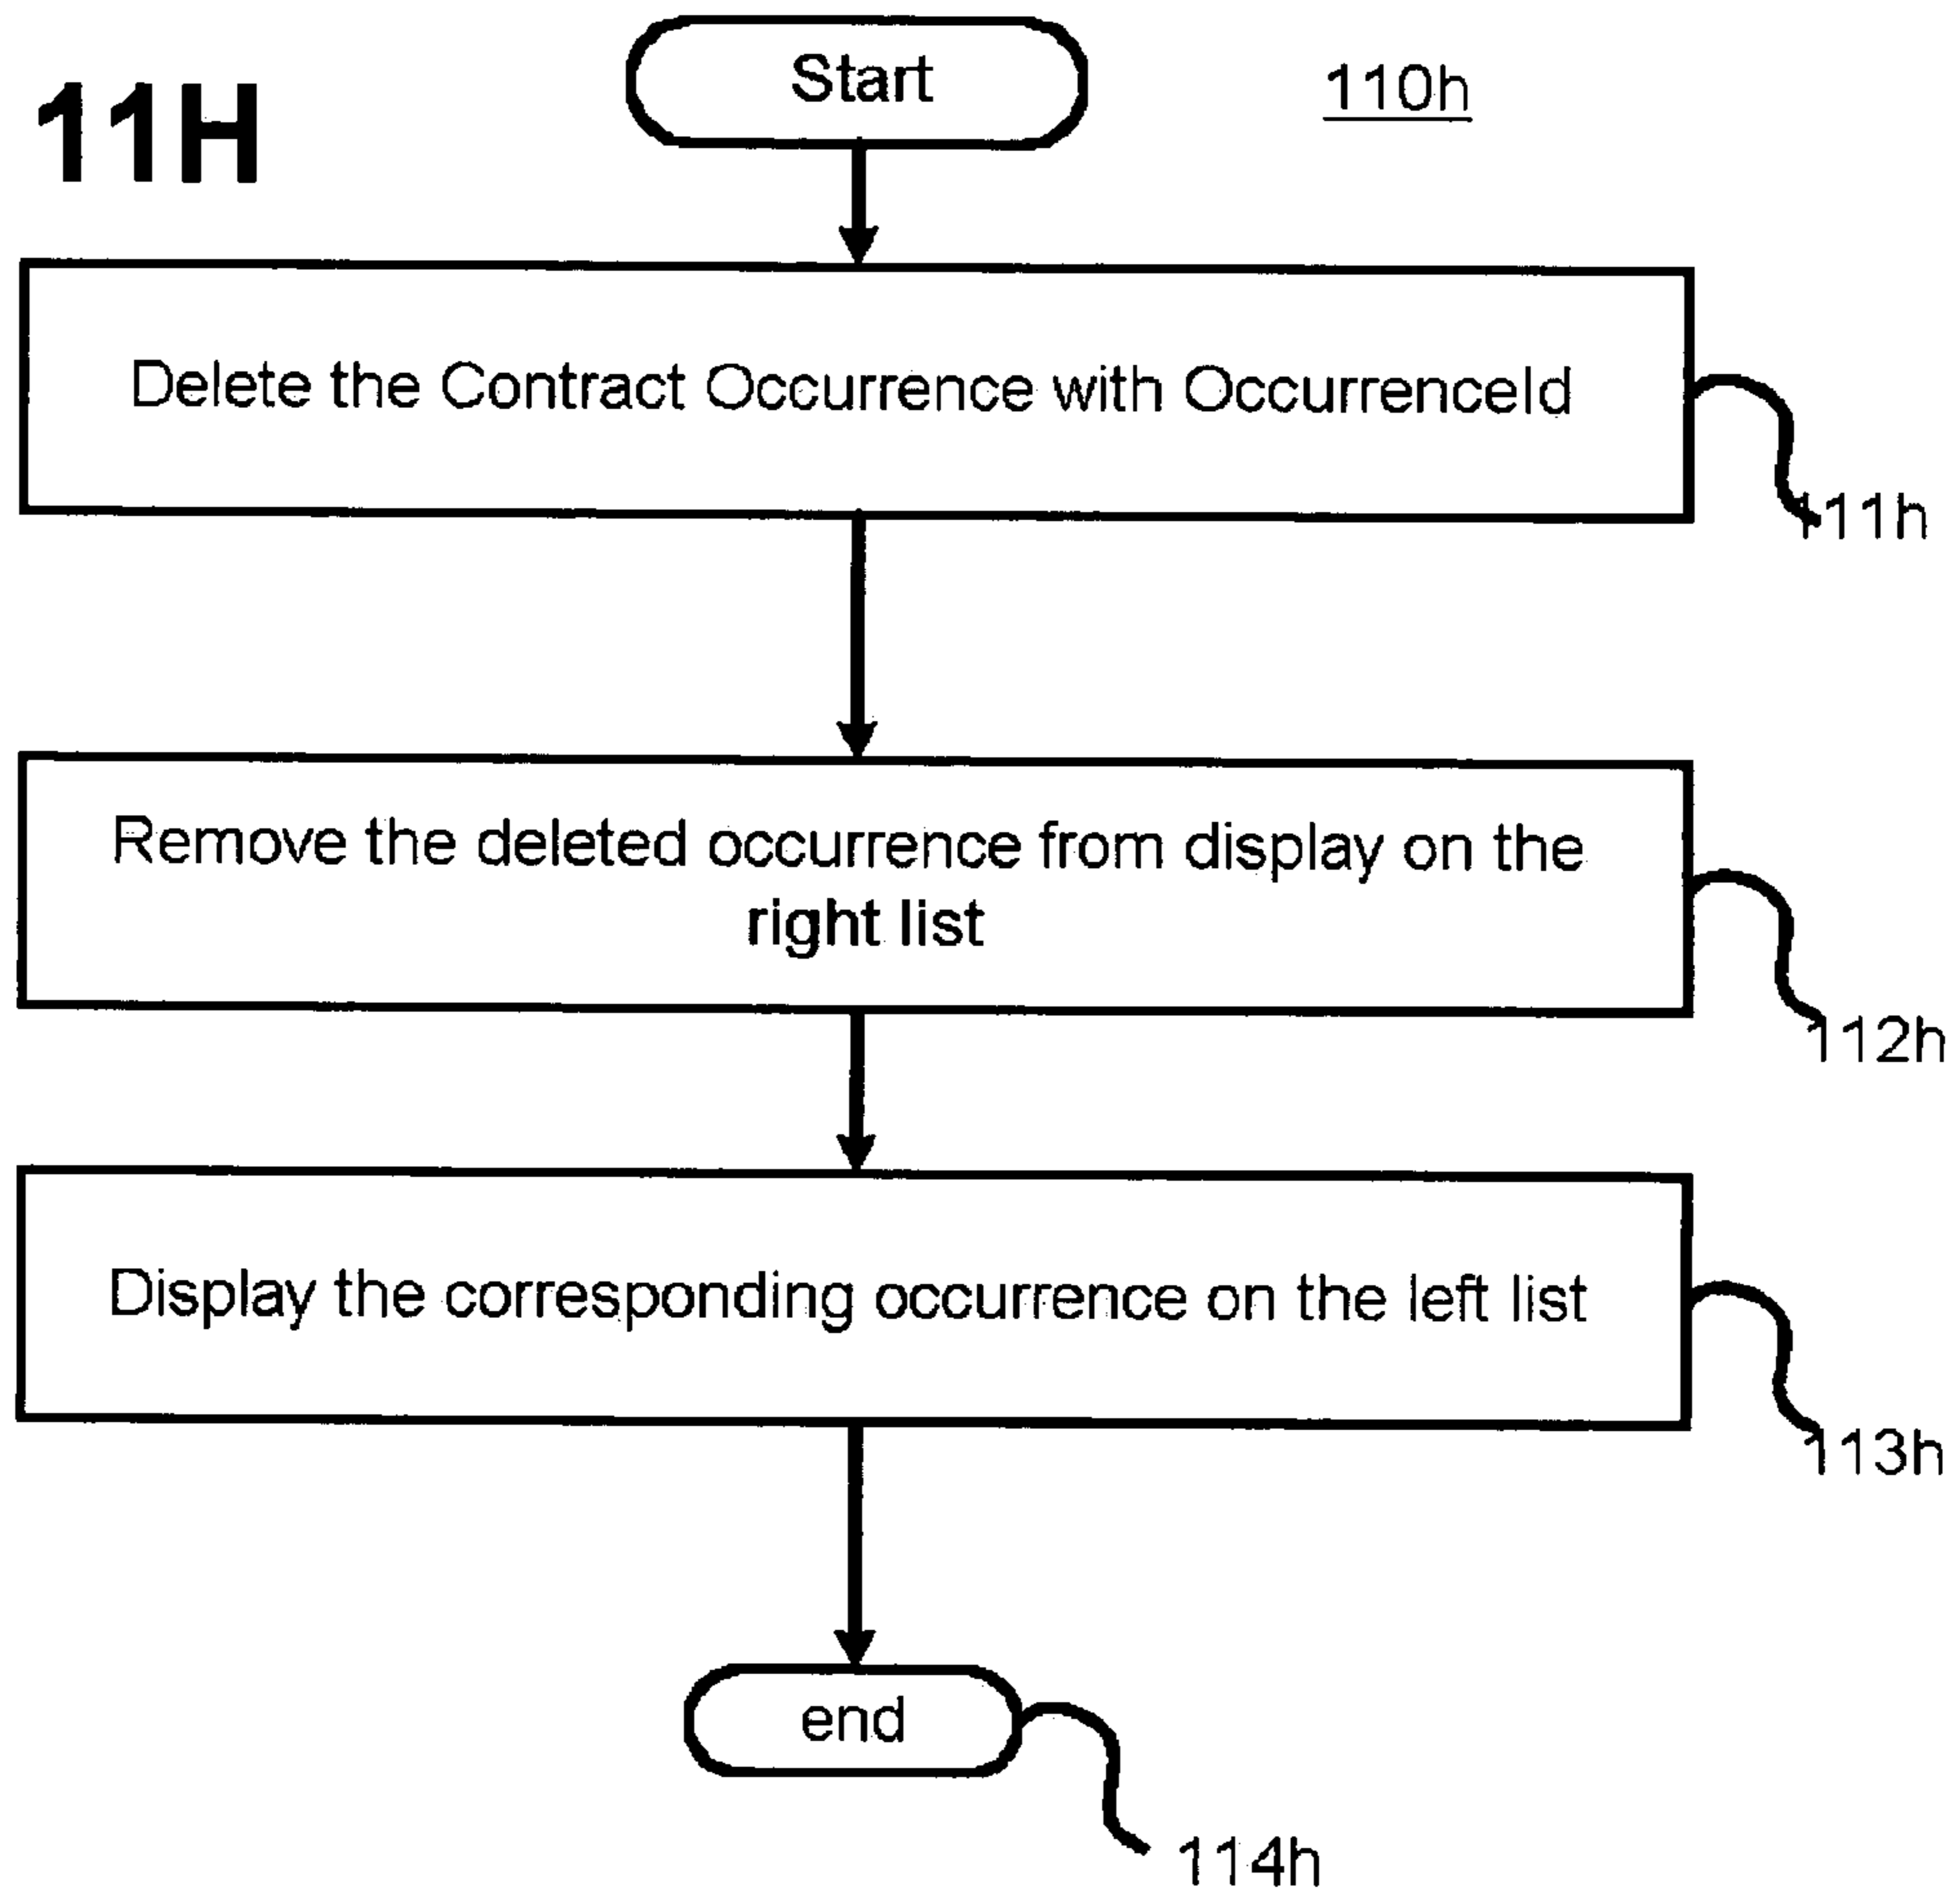 11H
Start
110h
Delete the Contract Occurrence with OccurrenceId
111h
Remove the deleted occurrence from display on the
right list
112h
Display the corresponding occurrence on the left list
113h
end
114h